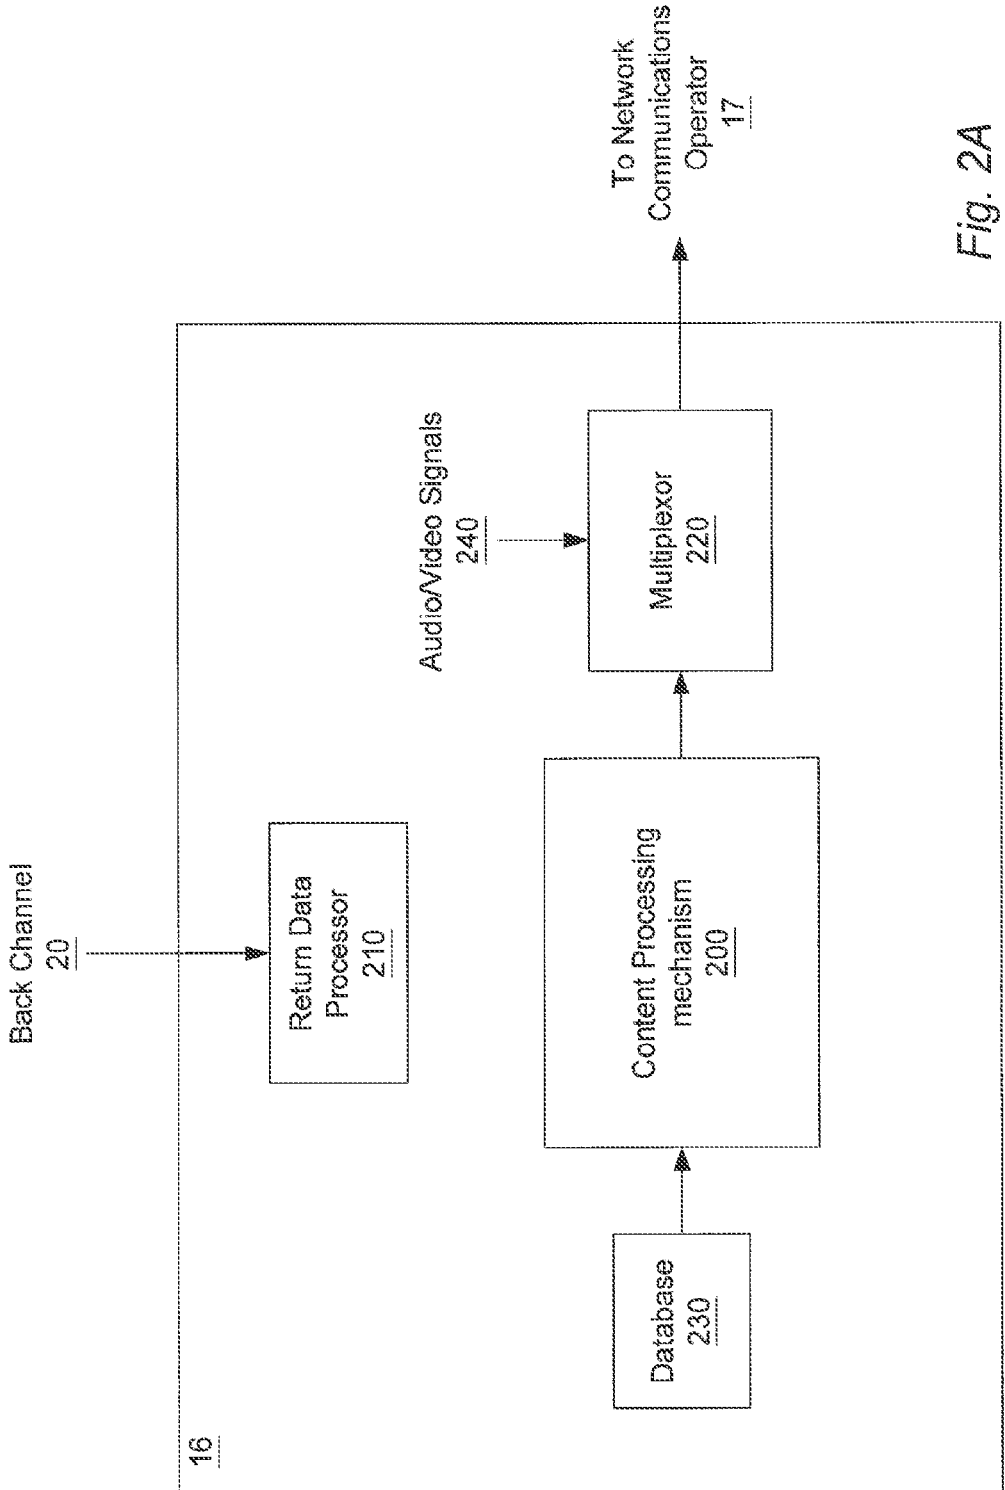 Back Channel
20
16
Return Data
Processor
210
Audio/Video Signals
240
Database
230
Content Processing
mechanism
200
Multiplexor
220
To Network
Communications
Operator
17
Fig. 2A